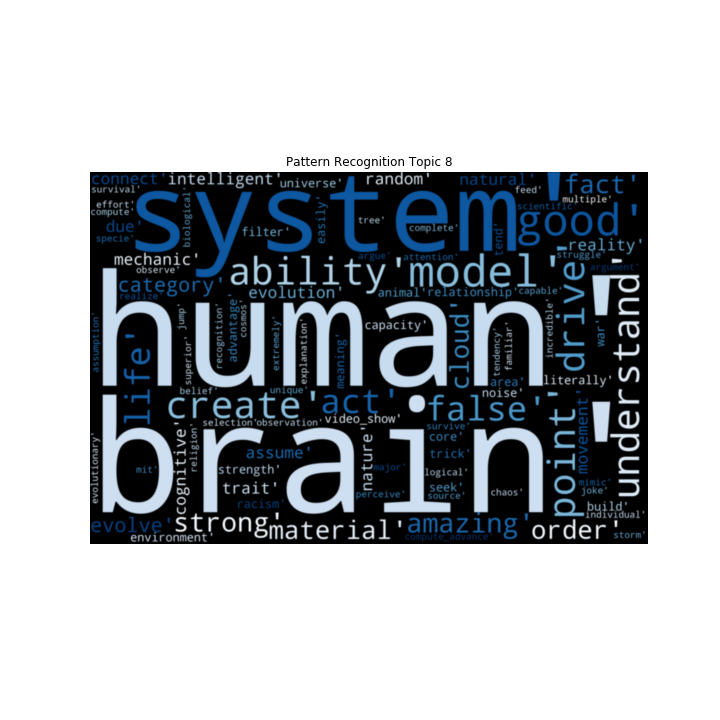 Pattern Recognition Topic 8
connect'
intelligent'
universe'
random'
natural'
feed'
fact'
survival'
multiple'
effort'
compute'
specie'
due'
biological'
system'
filter'
easily'
tree'
complete'
tend'
scientific'
good'
reality'
mechanic'
observe'
argue'
attention'
struggle'
argument'
category'
realize'
ability'
model'
evolution'
animal'
relationship'
capable'
drive'
understand'
human'
assumption'
life'
jump'
superior'
recognition'
advantage'
cosmos'
extremely'
explanation'
meaning'
capacity'
cloud'
tendency'
familiar'
incredible'
war'
area'
noise'
literally'
belief'
unique'
create'
act'
false'
selection'
observation'
video_show'
brain'
evolutionary'
mit'
cognitive'
religion'
assume'
strength'
trait'
racism'
nature'
major'
perceive'
survive'
core'
trick'
logical'
seek'
source'
chaos'
point'
movement'
mimic'
joke'
build'
individual'
evolve'
strong'
material'
amazing'
order'
environment'
compute_advance'
storm'